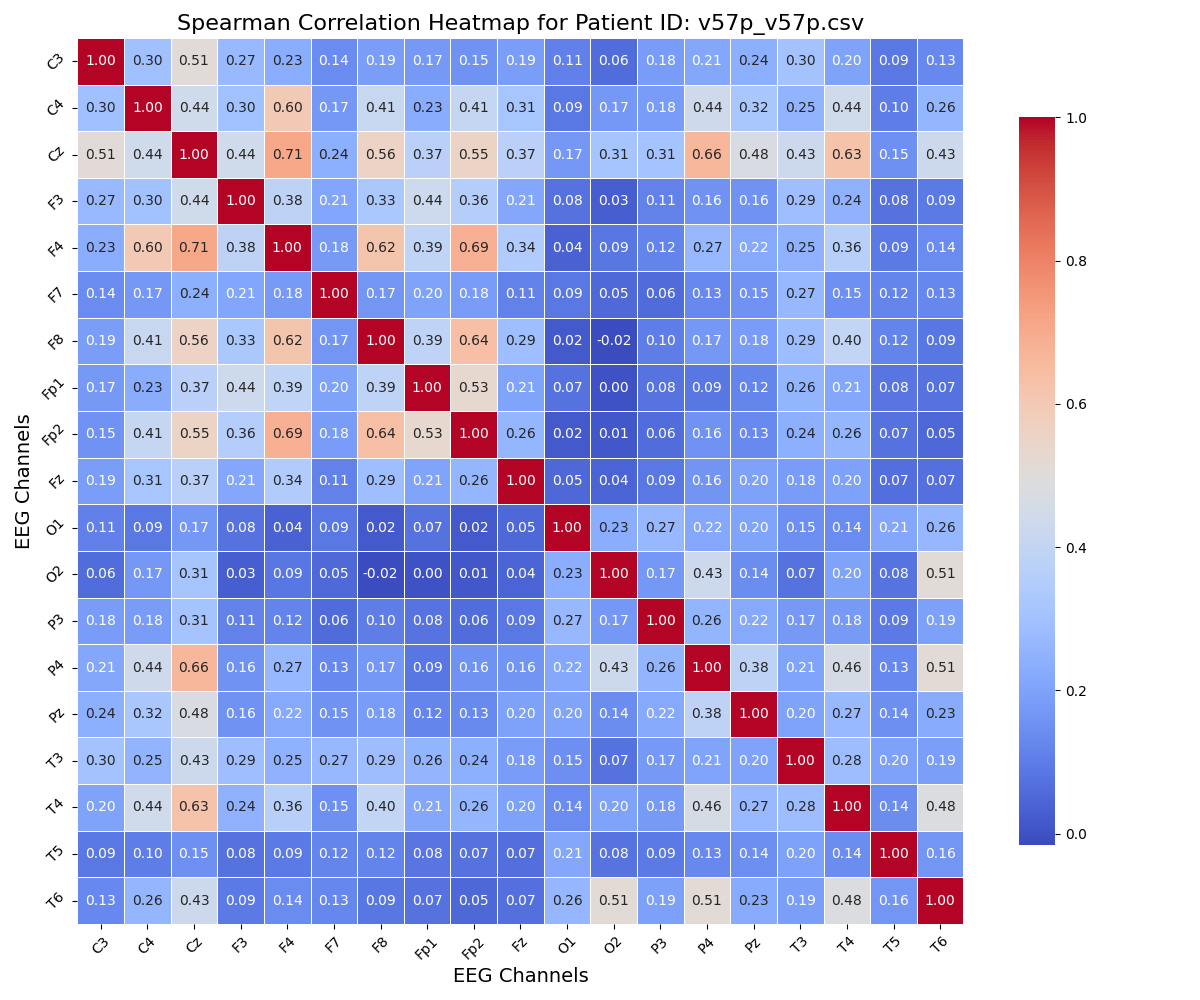 Spearman Correlation Heatmap for Patient ID: v57p_v57p.csv
C3 1.00 0.30 0.51 0.27 0.23 0.14 0.19 0.17 0.15 0.19 0.11 0.06 0.18 0.21 0.24 0.30 0.20 0.09 0.13
C4 0.30 1.00 0.44 0.30 0.60 0.17 0.41 0.23 0.41 0.31 0.09 0.17 0.18 0.44 0.32 0.25 0.44 0.10 0.26
Cz 0.51 0.44 1.00 0.44 0.71 0.24 0.56 0.37 0.55 0.37 0.17 0.31 0.31 0.66 0.48 0.43 0.63 0.15 0.43
F3 0.27 0.30 0.44 1.00 0.38 0.21 0.33 0.44 0.36 0.21 0.08 0.03 0.11 0.16 0.16 0.29 0.24 0.08 0.09
F4 0.23 0.60 0.71 0.38 1.00 0.18 0.62 0.39 0.69 0.34 0.04 0.09 0.12 0.27 0.22 0.25 0.36 0.09 0.14
F7 0.14 0.17 0.24 0.21 0.18 1.00 0.17 0.20 0.18 0.11 0.09 0.05 0.06 0.13 0.15 0.27 0.15 0.12 0.13
F8 0.19 0.41 0.56 0.33 0.62 0.17 1.00 0.39 0.64 0.29 0.02 -0.02 0.10 0.17 0.18 0.29 0.40 0.12 0.09
Fp1 0.17 0.23 0.37 0.44 0.39 0.20 0.39 1.00 0.53 0.21 0.07 0.00 0.08 0.09 0.12 0.26 0.21 0.08 0.07
Fp2 0.15 0.41 0.55 0.36 0.69 0.18 0.64 0.53 1.00 0.26 0.02 0.01 0.06 0.16 0.13 0.24 0.26 0.07 0.05
Fz 0.19 0.31 0.37 0.21 0.34 0.11 0.29 0.21 0.26 1.00 0.05 0.04 0.09 0.16 0.20 0.18 0.20 0.07 0.07
O1 0.11 0.09 0.17 0.08 0.04 0.09 0.02 0.07 0.02 0.05 1.00 0.23 0.27 0.22 0.20 0.15 0.14 0.21 0.26
O2 0.06 0.17 0.31 0.03 0.09 0.05 -0.02 0.00 0.01 0.04 0.23 1.00 0.17 0.43 0.14 0.07 0.20 0.08 0.51
P3 0.18 0.18 0.31 0.11 0.12 0.06 0.10 0.08 0.06 0.09 0.27 0.17 1.00 0.26 0.22 0.17 0.18 0.09 0.19
P4 0.21 0.44 0.66 0.16 0.27 0.13 0.17 0.09 0.16 0.16 0.22 0.43 0.26 1.00 0.38 0.21 0.46 0.13 0.51
Pz 0.24 0.32 0.48 0.16 0.22 0.15 0.18 0.12 0.13 0.20 0.20 0.14 0.22 0.38 1.00 0.20 0.27 0.14 0.23
T3 0.30 0.25 0.43 0.29 0.25 0.27 0.29 0.26 0.24 0.18 0.15 0.07 0.17 0.21 0.20 1.00 0.28 0.20 0.19
T4 0.20 0.44 0.63 0.24 0.36 0.15 0.40 0.21 0.26 0.20 0.14 0.20 0.18 0.46 0.27 0.28 1.00 0.14 0.48
T5 0.09 0.10 0.15 0.08 0.09 0.12 0.12 0.08 0.07 0.07 0.21 0.08 0.09 0.13 0.14 0.20 0.14 1.00 0.16
T6 0.13 0.26 0.43 0.09 0.14 0.13 0.09 0.07 0.05 0.07 0.26 0.51 0.19 0.51 0.23 0.19 0.48 0.16 1.00
C3 C4 Cz F3 F4 F7 F8 Fp1 Fp2 Fz O1 O2 P3 P4 Pz T3 T4 T5 T6
EEG Channels
EEG Channels
1.0
0.8
0.6
0.4
0.2
0.0